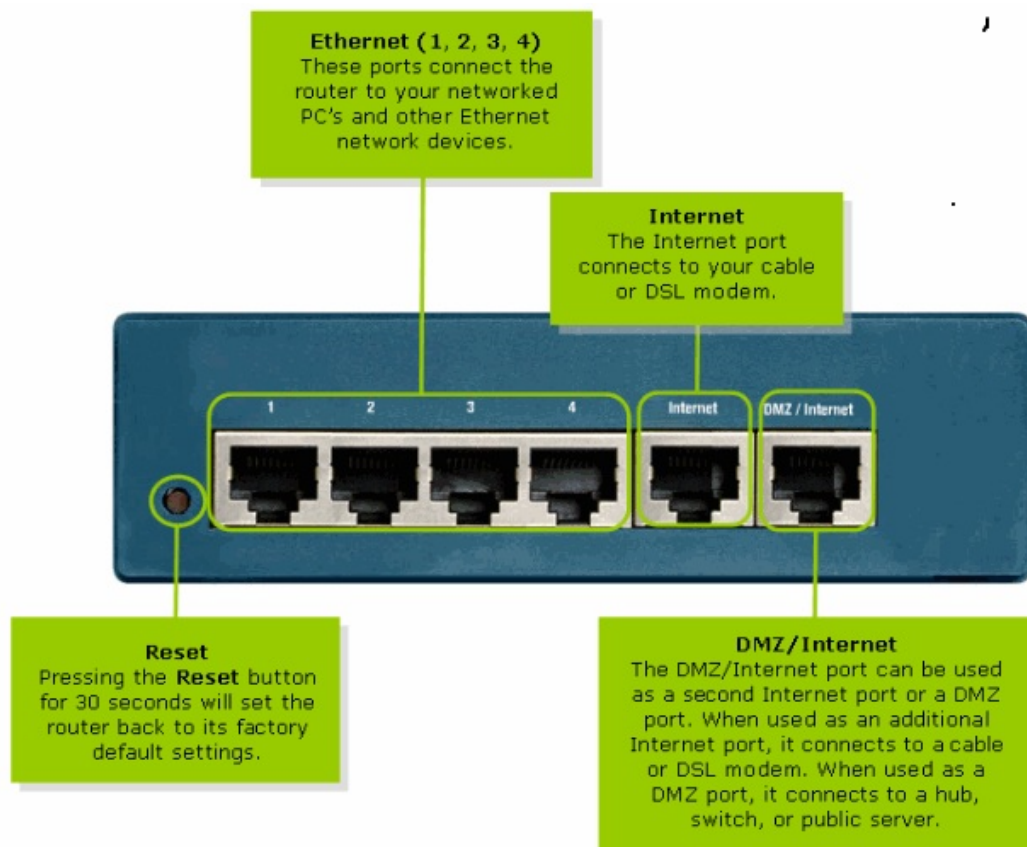 Ethernet (1, 2, 3, 4)
These ports connect the
router to your networked
PC's and other Ethernet
network devices.
Internet
The Internet port
connects to your cable
or DSL modem.
1 2 3 4 Internet DMZ / Internet
Reset
Pressing the Reset button
for 30 seconds will set the
router back to its factory
default settings.
DMZ/Internet
The DMZ/Internet port can be used
as a second Internet port or a DMZ
port. When used as an additional
Internet port, it connects to a cable
or DSL modem. When used as a
DMZ port, it connects to a hub,
switch, or public server.